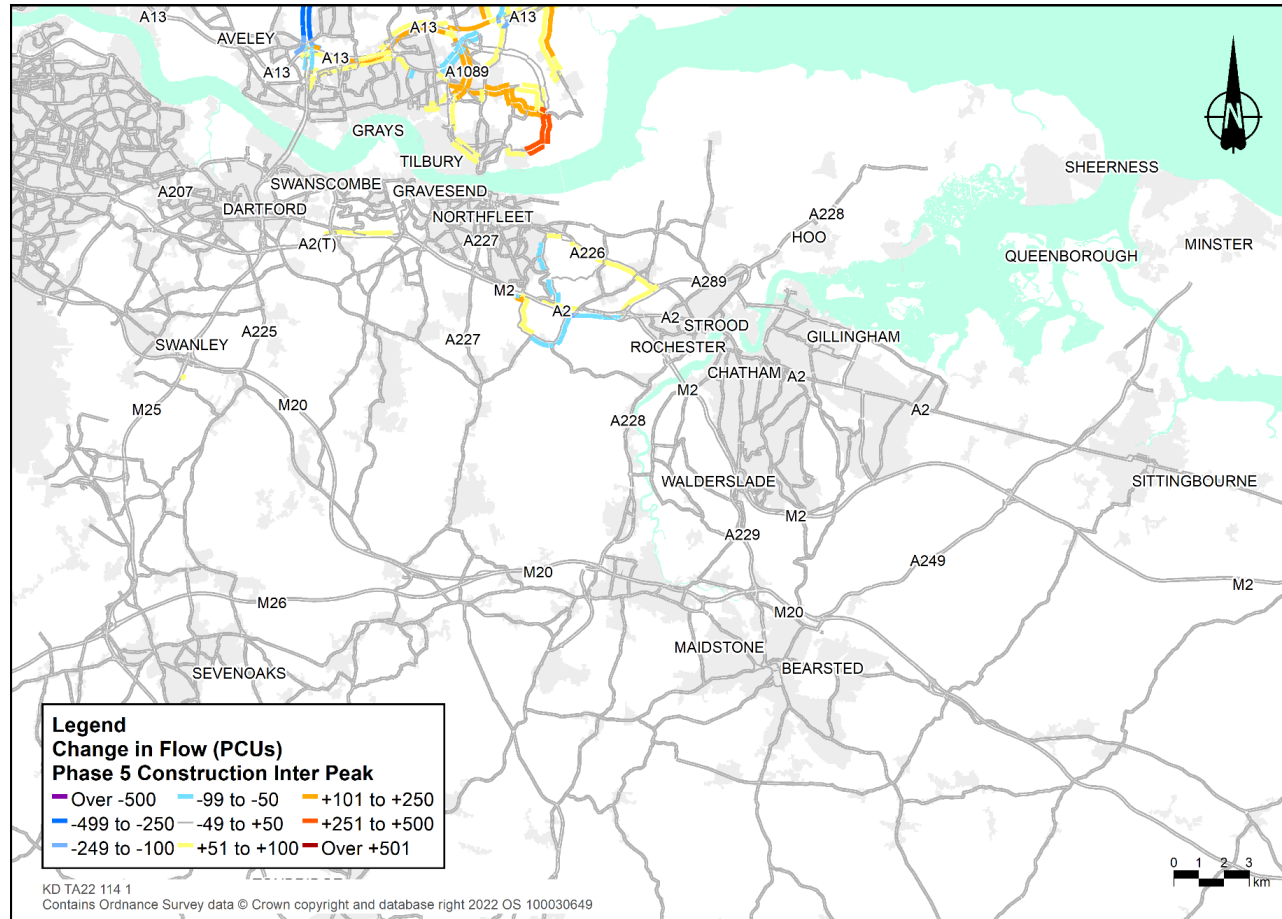 A13
A13
AVELEY
A13
A13
A13
A1089
N
GRAYS
TILBURY
SHEERNESS
A207
SWANSCOMBE
GRAVESEND
DARTFORD
NORTHFLEET
A228
HOO
A2(T)
A227
A226
MINSTER
QUEENBOROUGH
M2
A289
A2
A2
STROOD
A225
A227
SWANLEY
ROCHESTER
GILLINGHAM
CHATHAM
A2
M25
M20
M2
A2
A228
WALDERSLADE
SITTINGBOURNE
M2
A229
A249
M20
M2
M26
M20
MAIDSTONE
BEARSTED
SEVENOAKS
Legend
Change in Flow (PCUs)
Phase 5 Construction Inter Peak
Over -500 -99 to -50 +101 to +250
-499 to -250 -49 to +50 +251 to +500
-249 to -100 +51 to +100 Over +501
0 1 2 3
km
KD TA22 114 1
Contains Ordnance Survey data © Crown copyright and database right 2022 OS 100030649